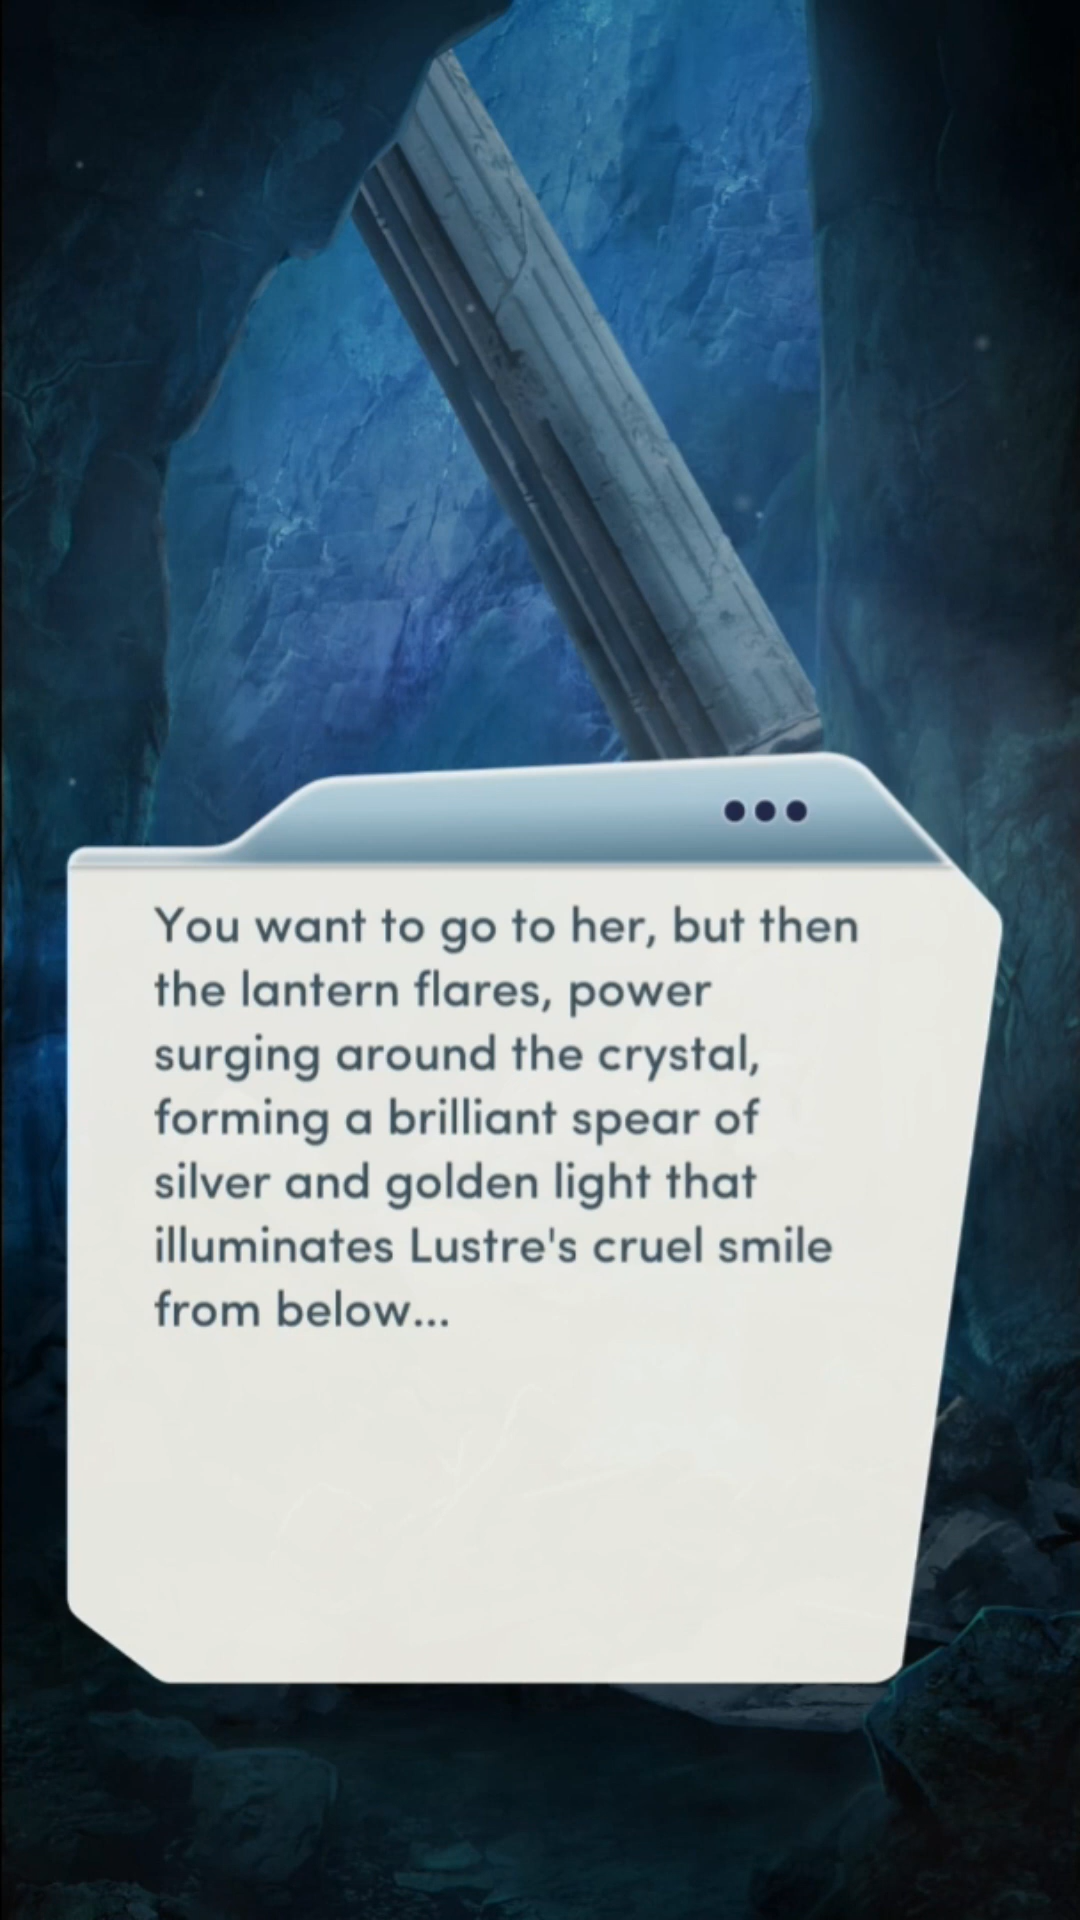 You want to go to her, but then
the lantern flares, power
surging around the crystal,
forming a brilliant spear of
silver and golden light that
illuminates Lustre's cruel smile
from below...